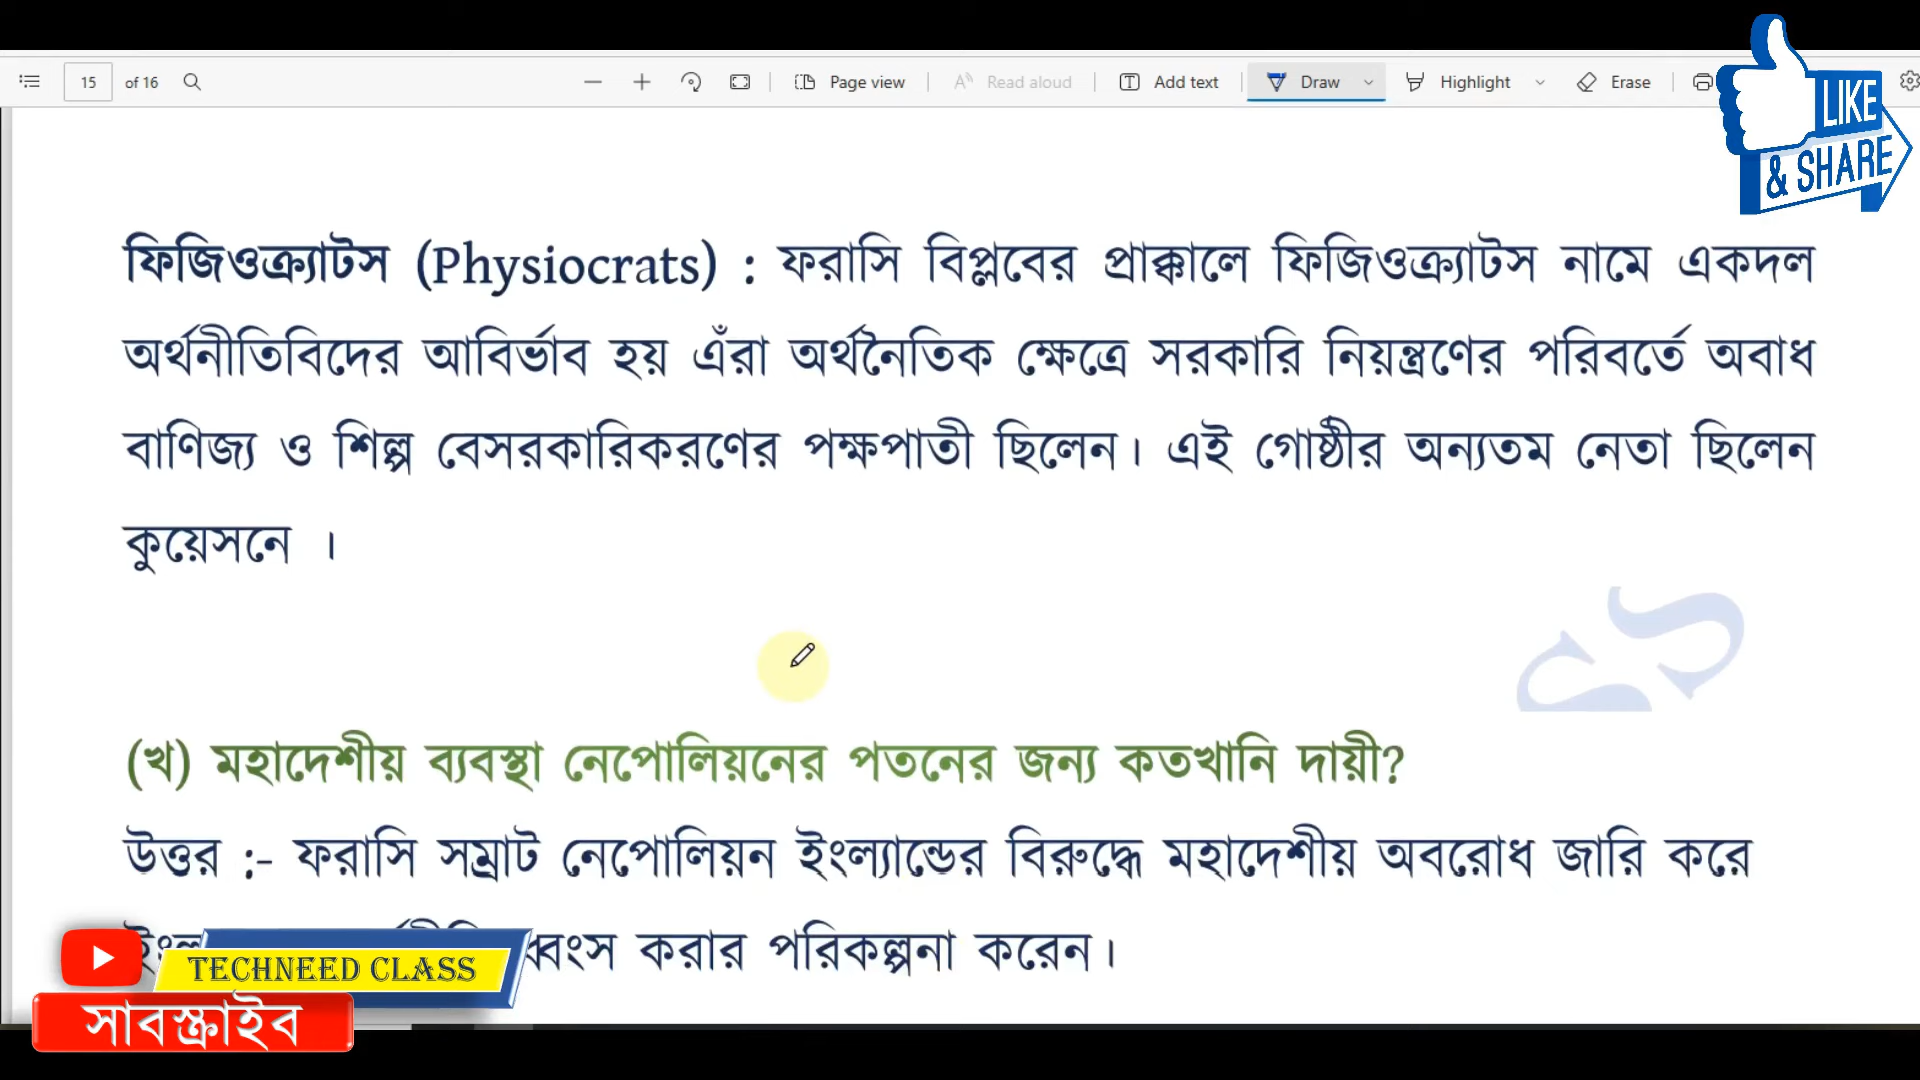 15 of 16 Page view Read aloud Add text Draw Highlight Erase
LIKE
& SHARE
ফিজিওক্র্যাটস (Physiocrats) : ফরাসি বিপ্লবের প্রাক্কালে ফিজিওক্র্যাটস নামে একদল
অর্থনীতিবিদের আবির্ভাব হয় এঁরা অর্থনৈতিক ক্ষেত্রে সরকারি নিয়ন্ত্রণের পরিবর্তে অবাধ
বাণিজ্য ও শিল্প বেসরকারিকরণের পক্ষপাতী ছিলেন। এই গোষ্ঠীর অন্যতম নেতা ছিলেন
কুয়েসনে ।
(খ) মহাদেশীয় ব্যবস্থা নেপোলিয়নের পতনের জন্য কতখানি দায়ী?
উত্তর :- ফরাসি সম্রাট নেপোলিয়ন ইংল্যান্ডের বিরুদ্ধে মহাদেশীয় অবরোধ জারি করে
করার পরিকল্পনা করেন।
TECHNEED CLASS
সাবস্ক্রাইব